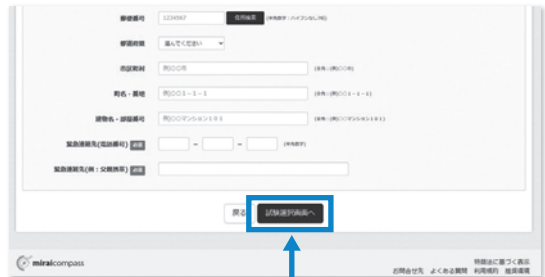 郵便番号 1234567 住所検索 (半角数字:ハイフンなし7桁)
都道府県 選んでください
市区町村 例)○○市 (全角:(例)○○市)
町名・番地 例)○○1-1-1 (全角:(例)○○1-1-1)
建物名・部屋番号 例)○○マンション101 (全角:(例)○○マンション101)
緊急連絡先(電話番号) 必須 - - (半角数字)
緊急連絡先(例:父携帯等) 必須
戻る 試験選択画面へ
miraicompass
特商法に基づく表示
お問合せ先 よくある質問 利用規約 推奨環境